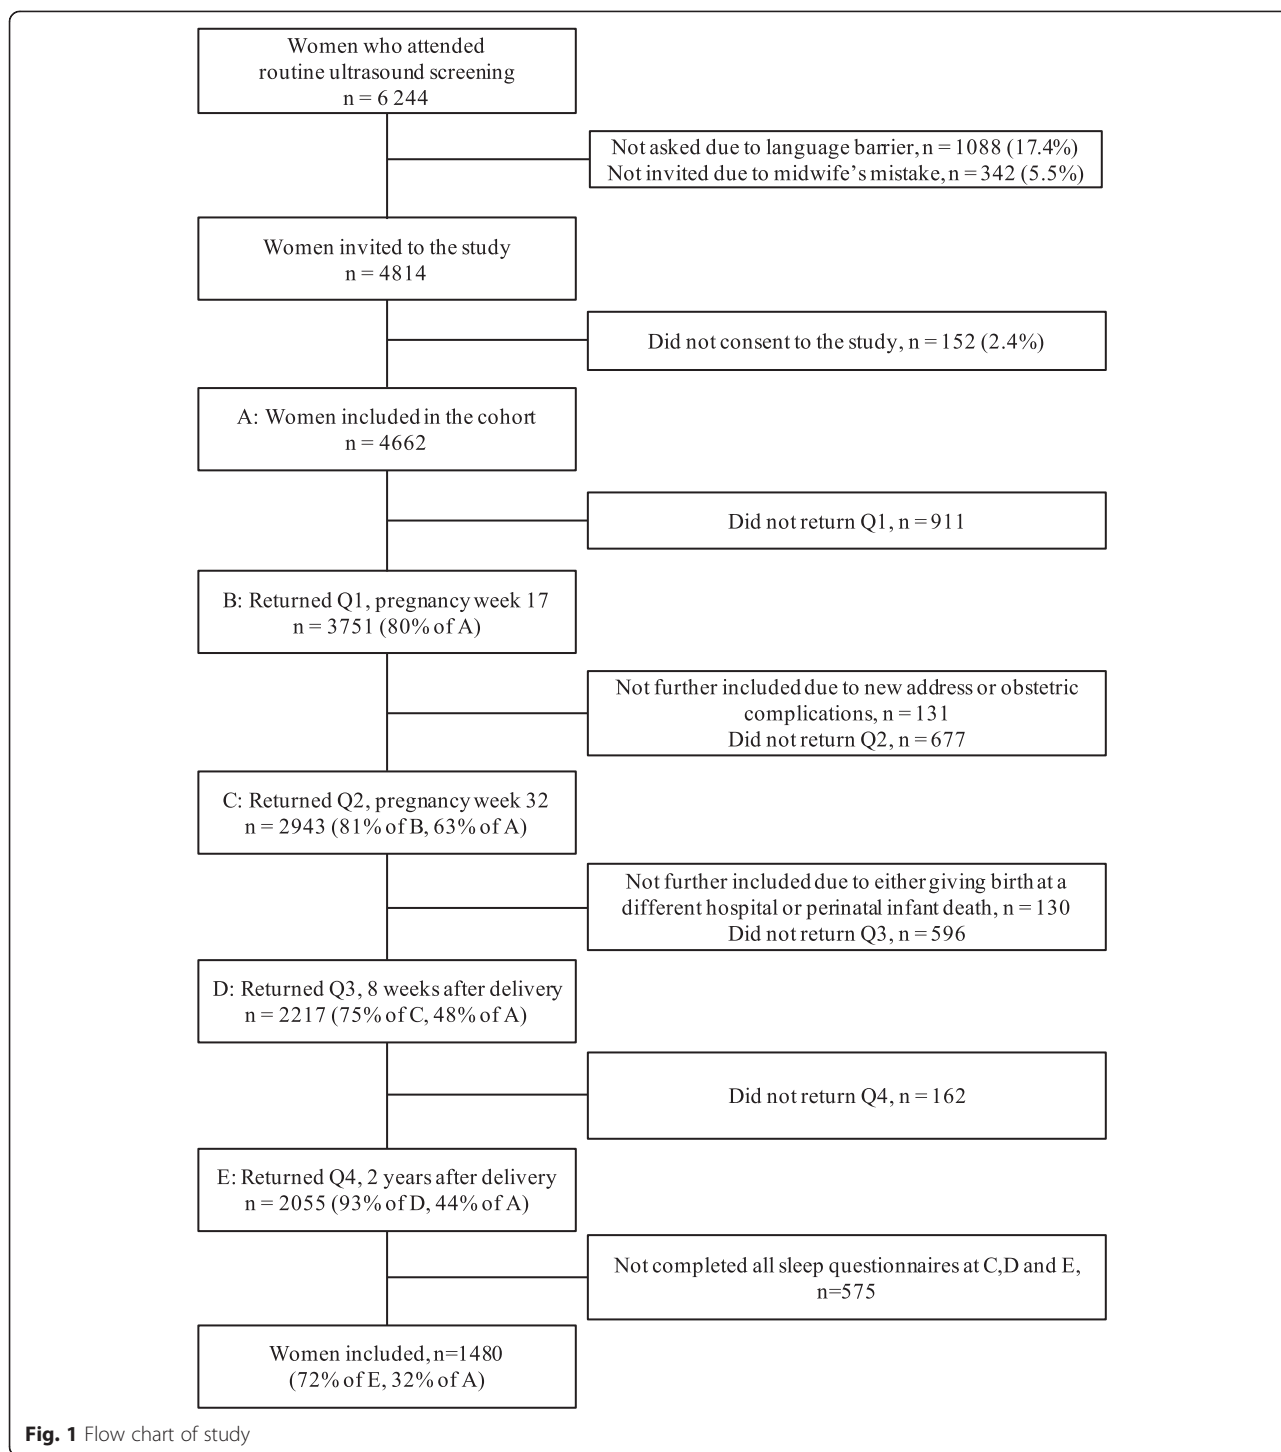 Women who attended
routine ultrasound screening
n = 6 244
Not asked due to language barrier, n = 1088 (17.4%)
Not invited due to midwife's mistake, n = 342 (5.5%)
Women invited to the study
n = 4814
Did not consent to the study, n = 152 (2.4%)
A: Women included in the cohort
n = 4662
Did not return Q1, n = 911
B: Returned Q1, pregnancy week 17
n = 3751 (80% of A)
Not further included due to new address or obstetric
complications, n = 131
Did not return Q2, n = 677
C: Returned Q2, pregnancy week 32
n = 2943 (81% of B, 63% of A)
Not further included due to either giving birth at a
different hospital or perinatal infant death, n = 130
Did not return Q3, n = 596
D: Returned Q3, 8 weeks after delivery
n = 2217 (75% of C, 48% of A)
Did not return Q4, n = 162
E: Returned Q4, 2 years after delivery
n = 2055 (93% of D, 44% of A)
Not completed all sleep questionnaires at C,D and E,
n=575
Women included, n=1480
(72% of E, 32% of A)
Fig. 1 Flow chart of study